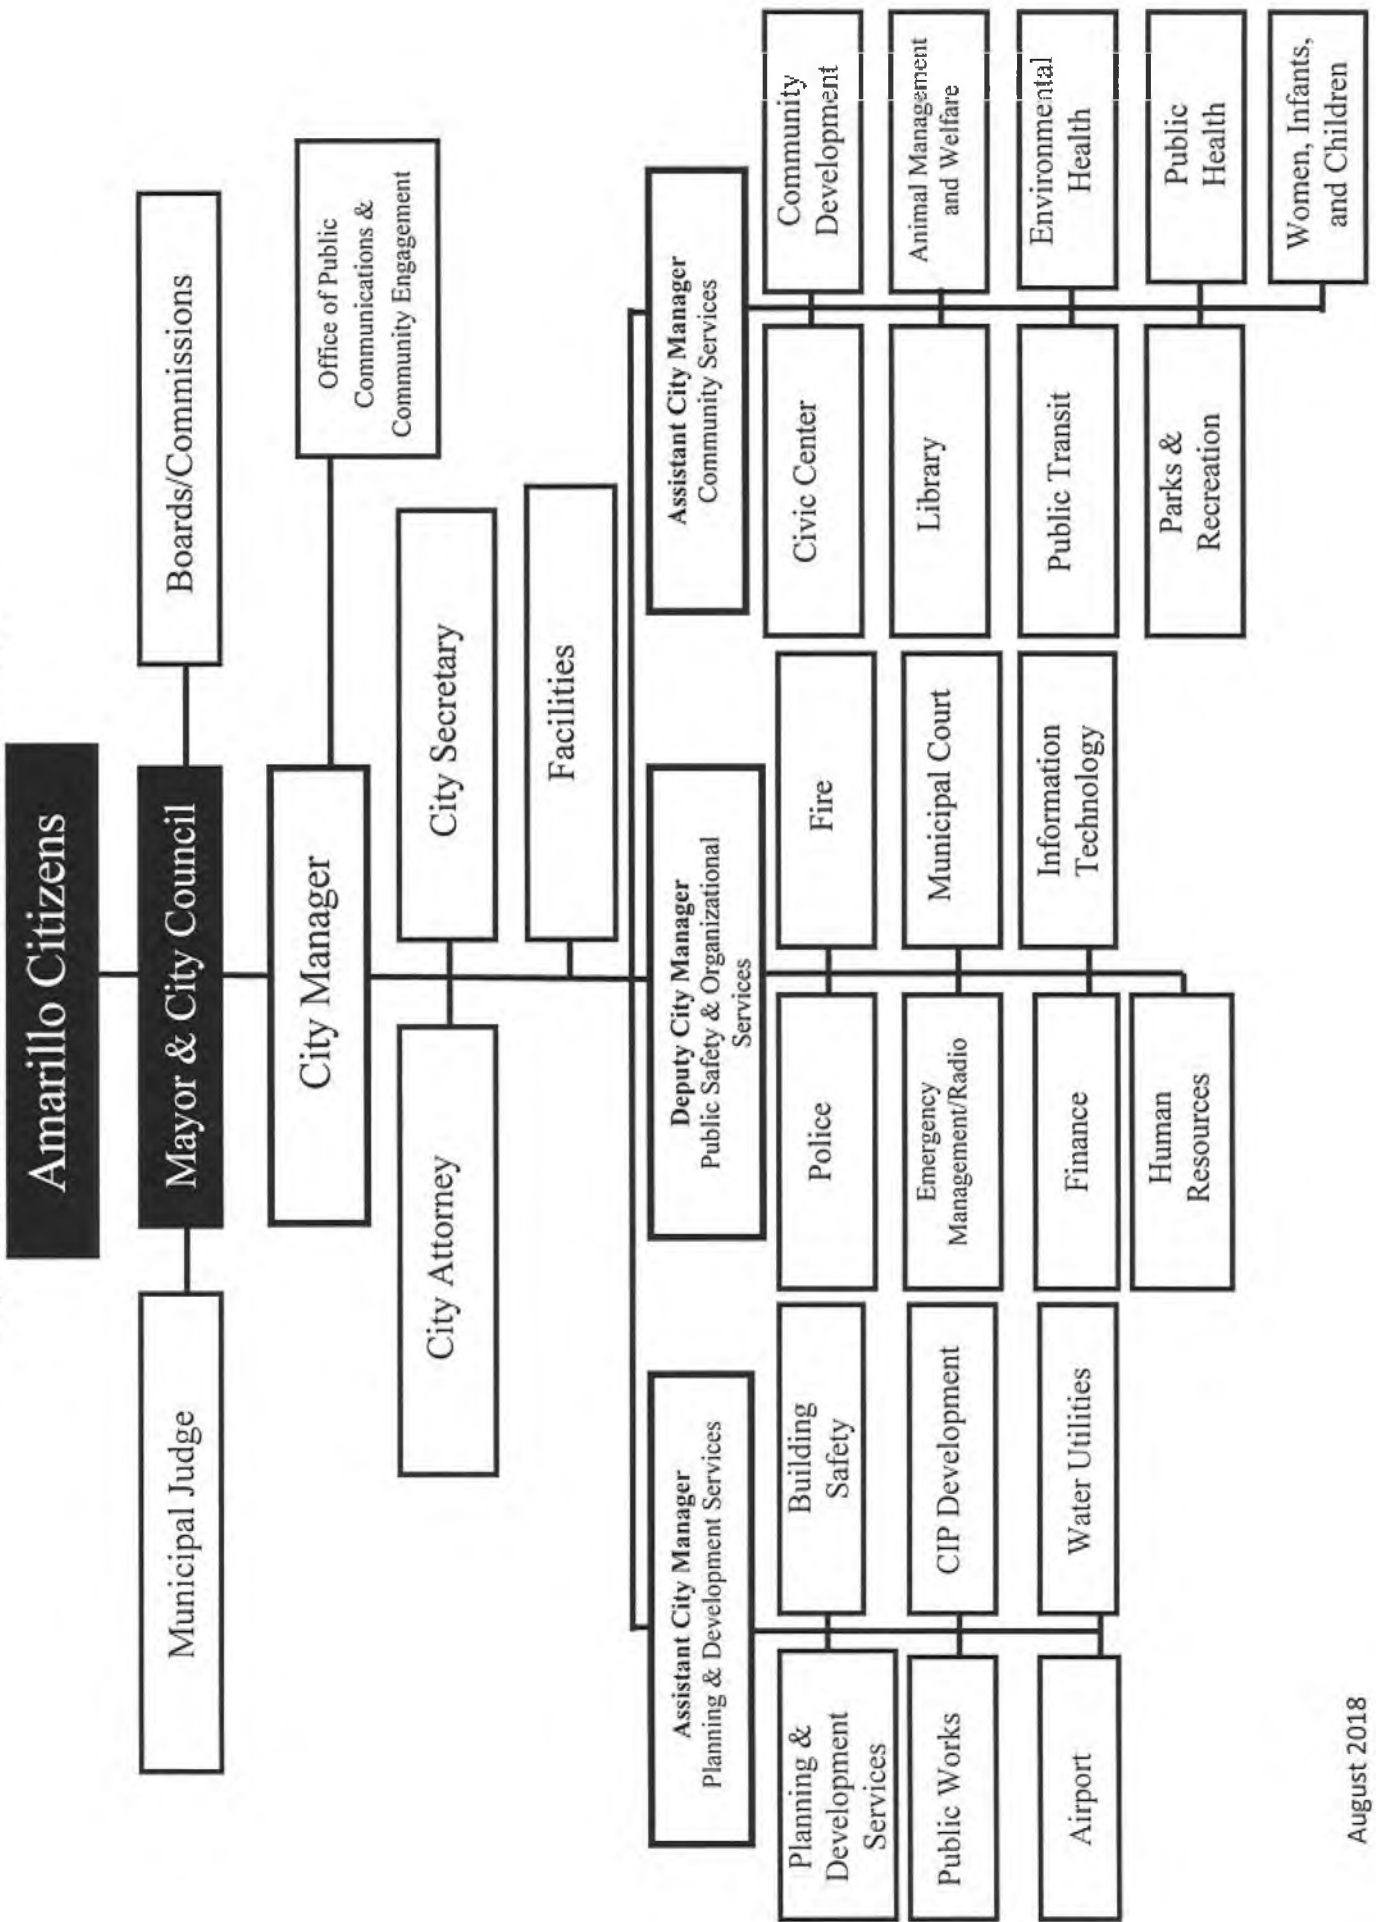 Amarillo Citizens
Municipal Judge
Mayor & City Council
Boards/Commissions
City Manager
Office of Public
Communications &
Community Engagement
City Attorney
City Secretary
Facilities
Assistant City Manager
Planning & Development Services
Planning &
Development
Services
Building
Safety
Public Works
CIP Development
Airport
Water Utilities
Deputy City Manager
Public Safety & Organizational
Services
Police
Fire
Emergency
Management/Radio
Municipal Court
Finance
Information
Technology
Human
Resources
Assistant City Manager
Community Services
Civic Center
Community
Development
Library
Animal Management
and Welfare
Public Transit
Environmental
Health
Parks &
Recreation
Public
Health
Women, Infants,
and Children
August 2018